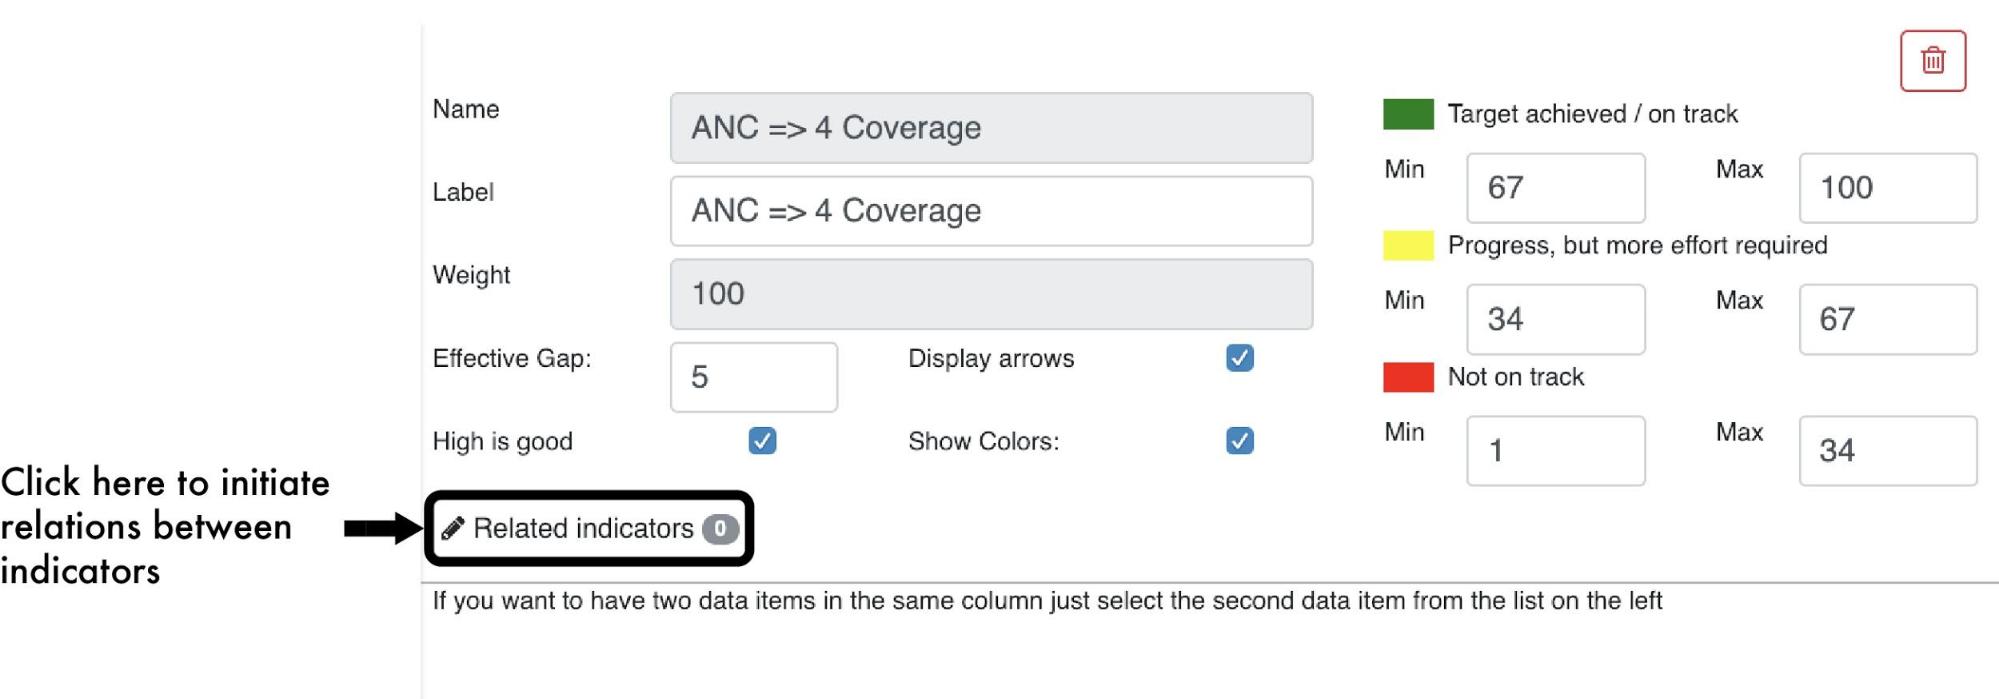 Name
ANC => 4 Coverage
Label
ANC => 4 Coverage
Weight
100
Effective Gap:
5
Display arrows
High is good
Show Colors:
Target achieved / on track
Min
67
Max
100
Progress, but more effort required
Min
34
Max
67
Not on track
Min
1
Max
34
Click here to initiate
relations between
indicators
Related indicators 0
If you want to have two data items in the same column just select the second data item from the list on the left